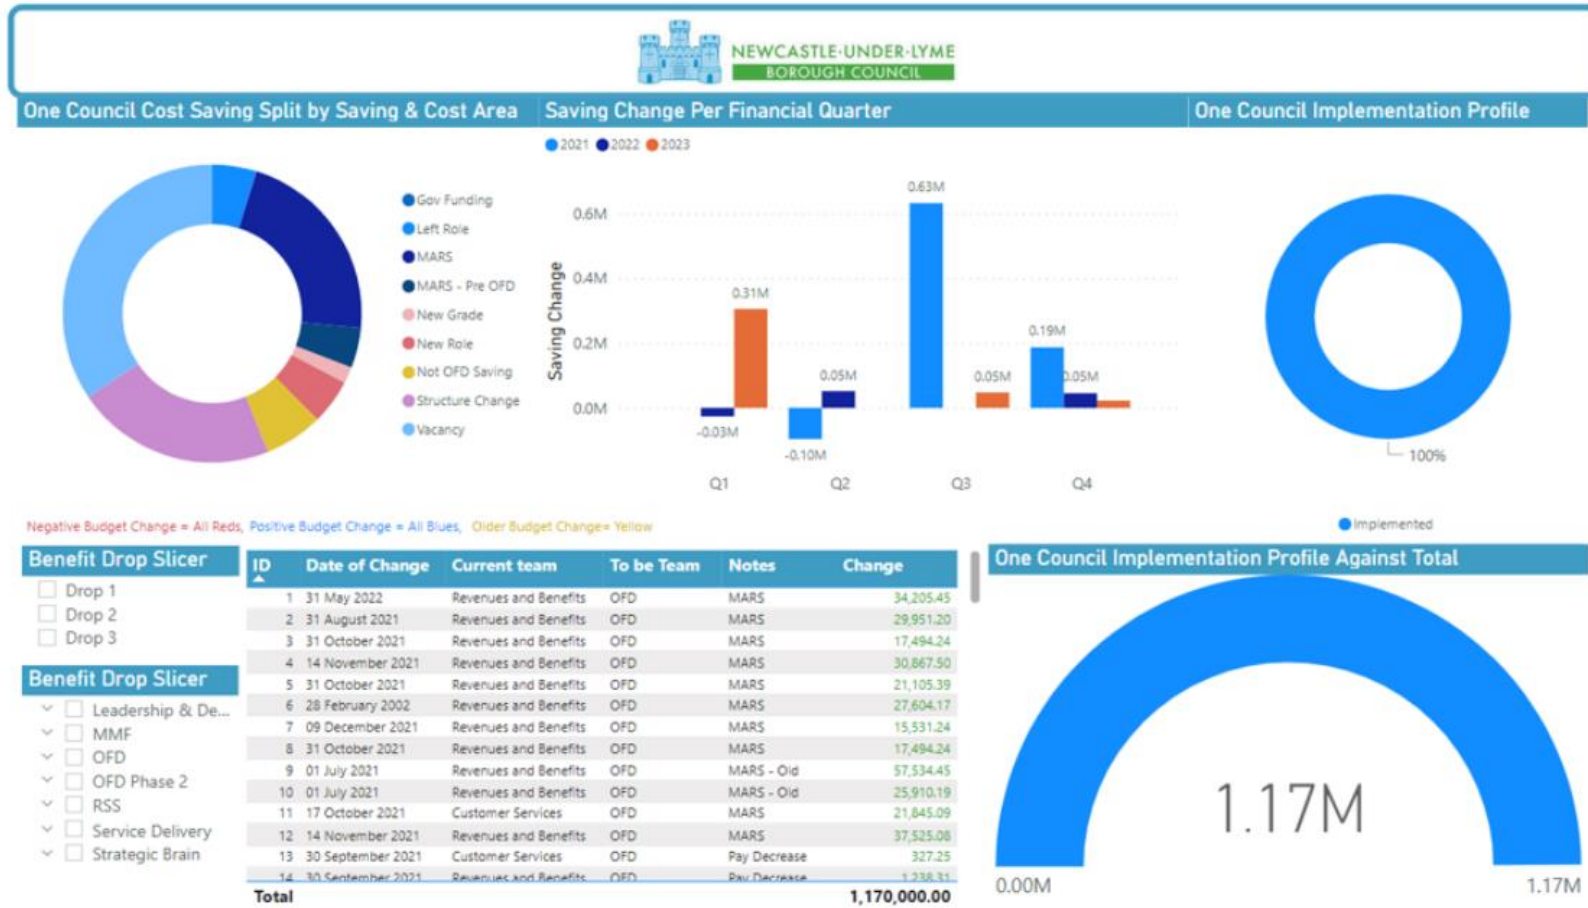 NEWCASTLE·UNDER·LYME
BOROUGH COUNCIL
One Council Cost Saving Split by Saving & Cost Area
Gov Funding
Left Role
MARS
MARS - Pre OFD
New Grade
New Role
Not OFD Saving
Structure Change
Vacancy
Saving Change Per Financial Quarter
2021 2022 2023
Saving Change
0.6M
0.4M
0.2M
0.0M
-0.03M
0.31M
-0.10M
0.05M
0.63M
0.05M
0.19M
0.05M
Q1 Q2 Q3 Q4
One Council Implementation Profile
100%
Implemented
Negative Budget Change = All Reds, Positive Budget Change = All Blues, Older Budget Change= Yellow
Benefit Drop Slicer
Drop 1
Drop 2
Drop 3
Benefit Drop Slicer
Leadership & De...
MMF
OFD
OFD Phase 2
RSS
Service Delivery
Strategic Brain
ID Date of Change Current team To be Team Notes Change
1 31 May 2022 Revenues and Benefits OFD MARS 34,205.45
2 31 August 2021 Revenues and Benefits OFD MARS 29,951.20
3 31 October 2021 Revenues and Benefits OFD MARS 17,494.24
4 14 November 2021 Revenues and Benefits OFD MARS 30,867.50
5 31 October 2021 Revenues and Benefits OFD MARS 21,105.39
6 28 February 2002 Revenues and Benefits OFD MARS 27,604.17
7 09 December 2021 Revenues and Benefits OFD MARS 15,531.24
8 31 October 2021 Revenues and Benefits OFD MARS 17,494.24
9 01 July 2021 Revenues and Benefits OFD MARS - Old 57,534.45
10 01 July 2021 Revenues and Benefits OFD MARS - Old 25,910.19
11 17 October 2021 Customer Services OFD MARS 21,845.09
12 14 November 2021 Revenues and Benefits OFD MARS 37,525.08
13 30 September 2021 Customer Services OFD Pay Decrease 327.25
14 30 September 2021 Revenues and Benefits OFD Pay Decrease 1,238.31
Total 1,170,000.00
One Council Implementation Profile Against Total
1.17M
0.00M 1.17M